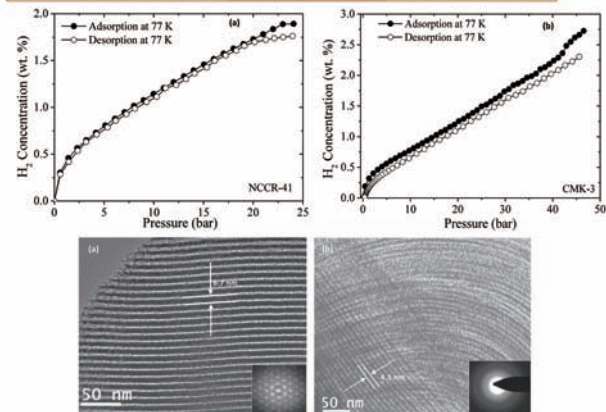 (a)
Adsorption at 77 K
Desorption at 77 K
H₂ Concentration (wt. %)
2.0
1.5
1.0
0.5
0.0
0 5 10 15 20 25
Pressure (bar)
NCCR-41
(b)
Adsorption at 77 K
Desorption at 77 K
H₂ Concentration (wt. %)
3.0
2.5
2.0
1.5
1.0
0.5
0.0
0 10 20 30 40 50
Pressure (bar)
CMK-3
(a)
50 nm
(b)
50 nm